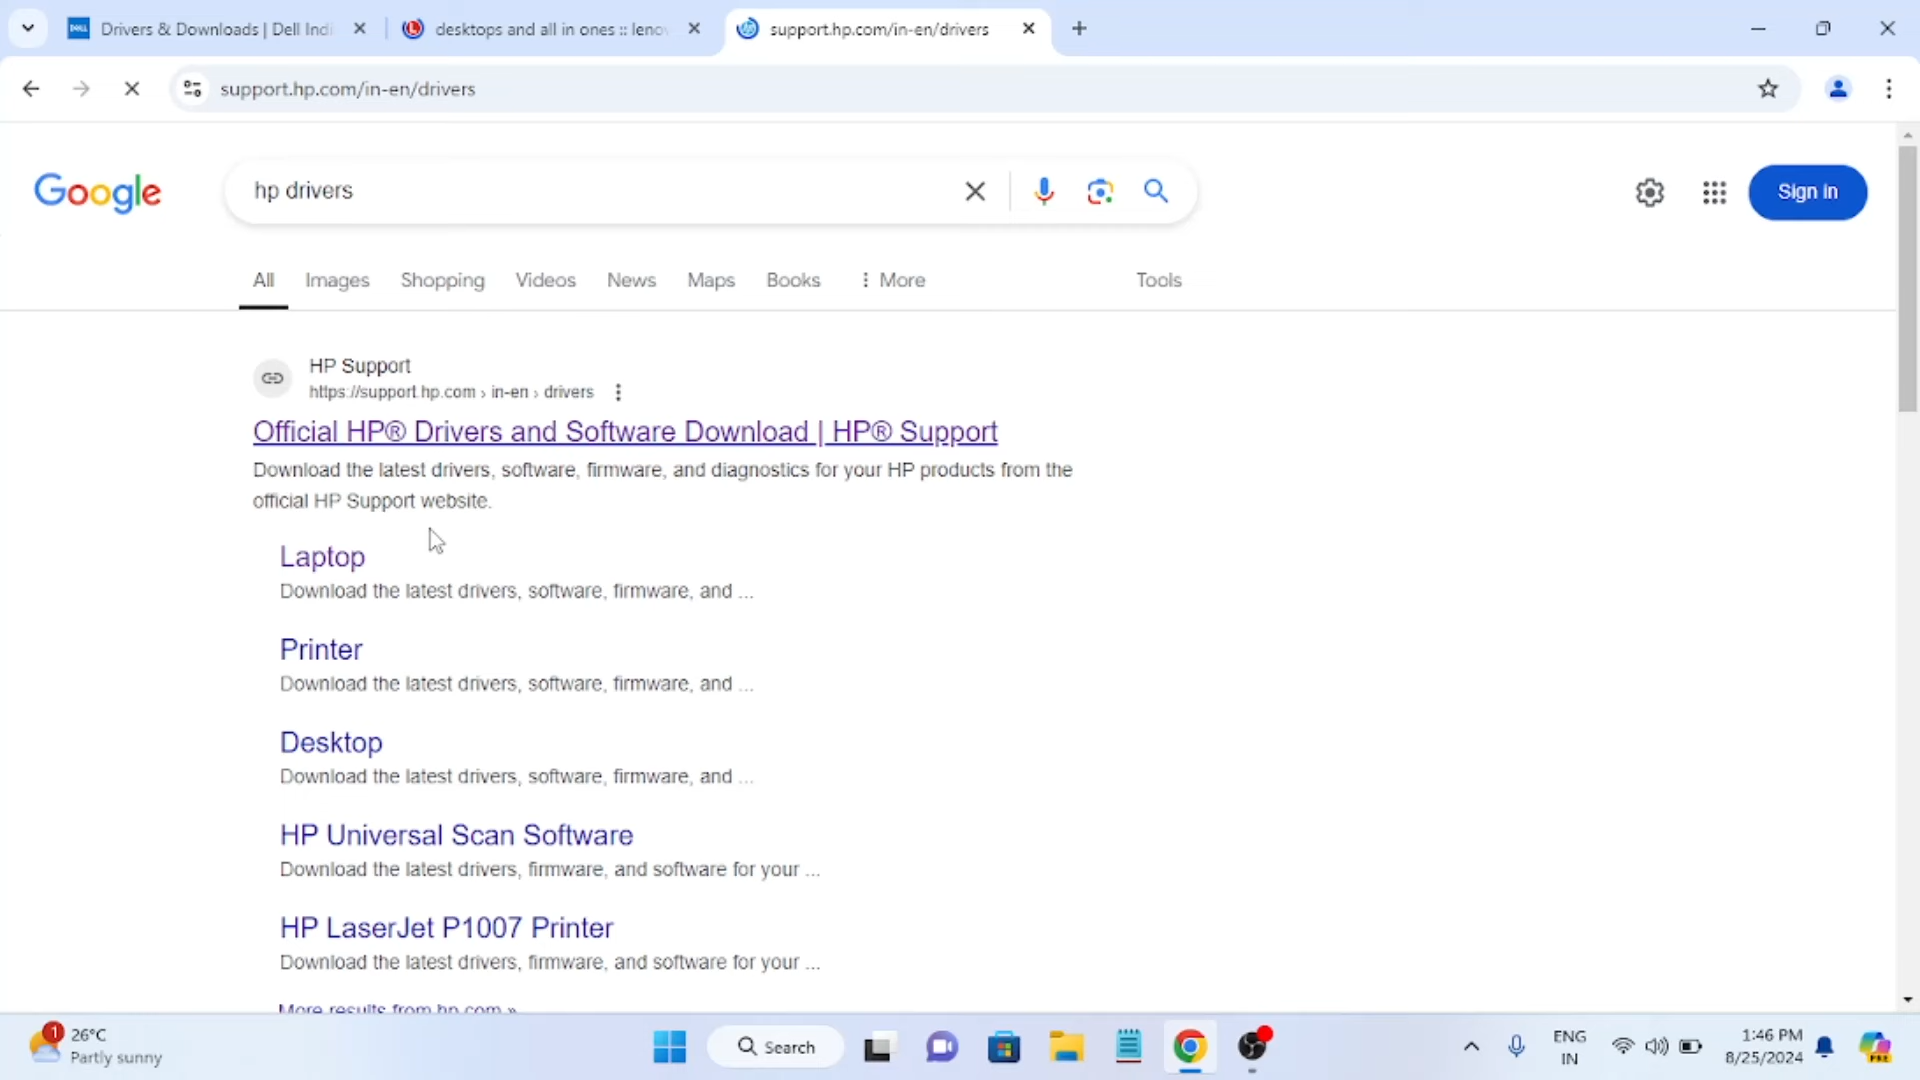 Drivers & Downloads | Dell Indi
desktops and all in ones :: leno
support.hp.com/in-en/drivers
support.hp.com/in-en/drivers
Google
hp drivers
Sign in
All
Images
Shopping
Videos
News
Maps
Books
More
Tools
HP Support
https://support.hp.com › in-en › drivers
Official HP® Drivers and Software Download | HP® Support
Download the latest drivers, software, firmware, and diagnostics for your HP products from the
official HP Support website.
Laptop
Download the latest drivers, software, firmware, and ...
Printer
Download the latest drivers, software, firmware, and ...
Desktop
Download the latest drivers, software, firmware, and ...
HP Universal Scan Software
Download the latest drivers, firmware, and software for your ...
HP LaserJet P1007 Printer
Download the latest drivers, firmware, and software for your ...
More results from hp.com »
1
26°C
Partly sunny
Search
ENG
IN
1:46 PM
8/25/2024
PRE